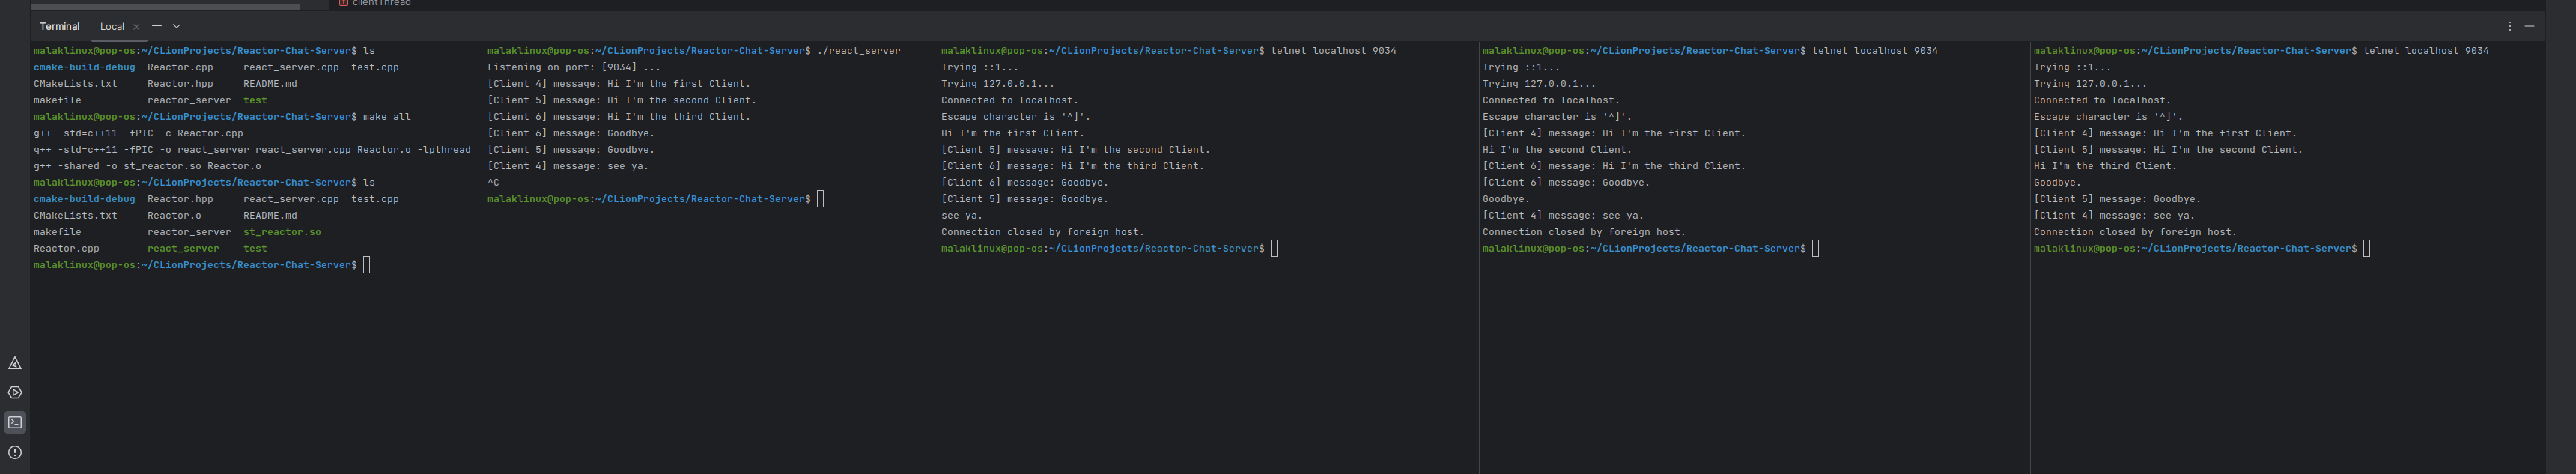 clientThread
Terminal Local
malaklinux@pop-os:~/CLionProjects/Reactor-Chat-Server$ ls
cmake-build-debug Reactor.cpp react_server.cpp test.cpp
CMakeLists.txt Reactor.hpp README.md
makefile reactor_server test
malaklinux@pop-os:~/CLionProjects/Reactor-Chat-Server$ make all
g++ -std=c++11 -fPIC -c Reactor.cpp
g++ -std=c++11 -fPIC -o react_server react_server.cpp Reactor.o -lpthread
g++ -shared -o st_reactor.so Reactor.o
malaklinux@pop-os:~/CLionProjects/Reactor-Chat-Server$ ls
cmake-build-debug Reactor.hpp react_server.cpp test.cpp
CMakeLists.txt Reactor.o README.md
makefile reactor_server st_reactor.so
Reactor.cpp react_server test
malaklinux@pop-os:~/CLionProjects/Reactor-Chat-Server$
malaklinux@pop-os:~/CLionProjects/Reactor-Chat-Server$ ./react_server
Listening on port: [9034] ...
[Client 4] message: Hi I'm the first Client.
[Client 5] message: Hi I'm the second Client.
[Client 6] message: Hi I'm the third Client.
[Client 6] message: Goodbye.
[Client 5] message: Goodbye.
[Client 4] message: see ya.
^C
malaklinux@pop-os:~/CLionProjects/Reactor-Chat-Server$
malaklinux@pop-os:~/CLionProjects/Reactor-Chat-Server$ telnet localhost 9034
Trying ::1...
Trying 127.0.0.1...
Connected to localhost.
Escape character is '^]'.
Hi I'm the first Client.
[Client 5] message: Hi I'm the second Client.
[Client 6] message: Hi I'm the third Client.
[Client 6] message: Goodbye.
[Client 5] message: Goodbye.
see ya.
Connection closed by foreign host.
malaklinux@pop-os:~/CLionProjects/Reactor-Chat-Server$
malaklinux@pop-os:~/CLionProjects/Reactor-Chat-Server$ telnet localhost 9034
Trying ::1...
Trying 127.0.0.1...
Connected to localhost.
Escape character is '^]'.
[Client 4] message: Hi I'm the first Client.
Hi I'm the second Client.
[Client 6] message: Hi I'm the third Client.
[Client 6] message: Goodbye.
Goodbye.
[Client 4] message: see ya.
Connection closed by foreign host.
malaklinux@pop-os:~/CLionProjects/Reactor-Chat-Server$
malaklinux@pop-os:~/CLionProjects/Reactor-Chat-Server$ telnet localhost 9034
Trying ::1...
Trying 127.0.0.1...
Connected to localhost.
Escape character is '^]'.
[Client 4] message: Hi I'm the first Client.
[Client 5] message: Hi I'm the second Client.
Hi I'm the third Client.
Goodbye.
[Client 5] message: Goodbye.
[Client 4] message: see ya.
Connection closed by foreign host.
malaklinux@pop-os:~/CLionProjects/Reactor-Chat-Server$